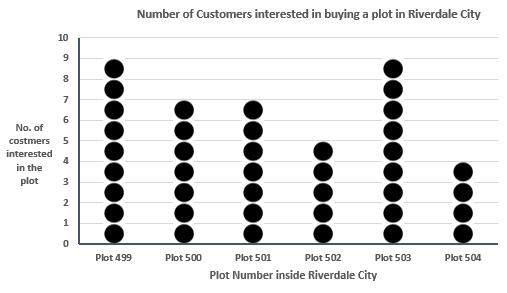 Number of Customers interested in buying a plot in Riverdale City
10
9
8
7
6
5
4
3
2
1
0
No. of
costmers
interested
in the
plot
Plot 499 Plot 500 Plot 501 Plot 502 Plot 503 Plot 504
Plot Number inside Riverdale City